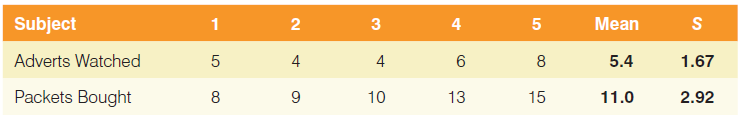 Subject 1 2 3 4 5 Mean S
Adverts Watched 5 4 4 6 8 5.4 1.67
Packets Bought 8 9 10 13 15 11.0 2.92